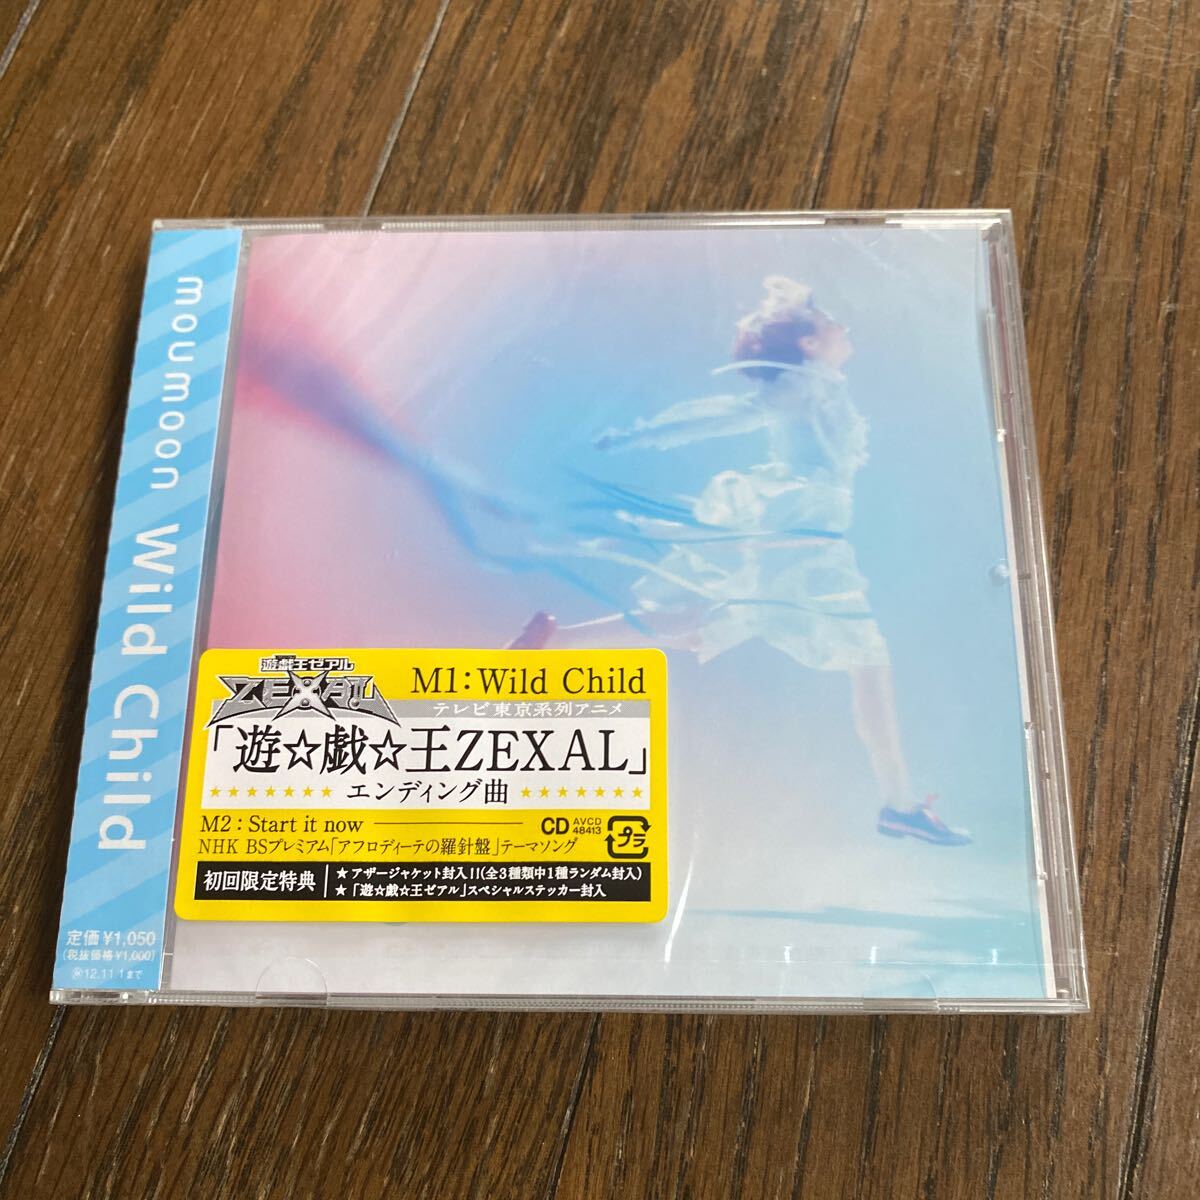 moumoon Wild Child
定価¥1,050
(税抜価格¥1,000)
㊡12.11.1まで
遊戯王ゼアル
ZEXAL
M1:Wild Child
テレビ東京系列アニメ
「遊☆戯☆王ZEXAL」
★★★★★★★ エンディング曲 ★★★★★★★
M2:Start it now
NHK BSプレミアム「アフロディーテの羅針盤」テーマソング
CD AVCD 48413
プラ
初回限定特典
★アザージャケット封入!!(全3種類中1種ランダム封入)
★「遊☆戯☆王ゼアル」スペシャルステッカー封入